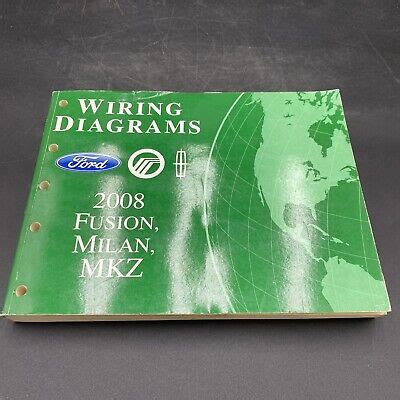 WIRING
DIAGRAMS
Ford
2008
FUSION,
MILAN,
MKZ